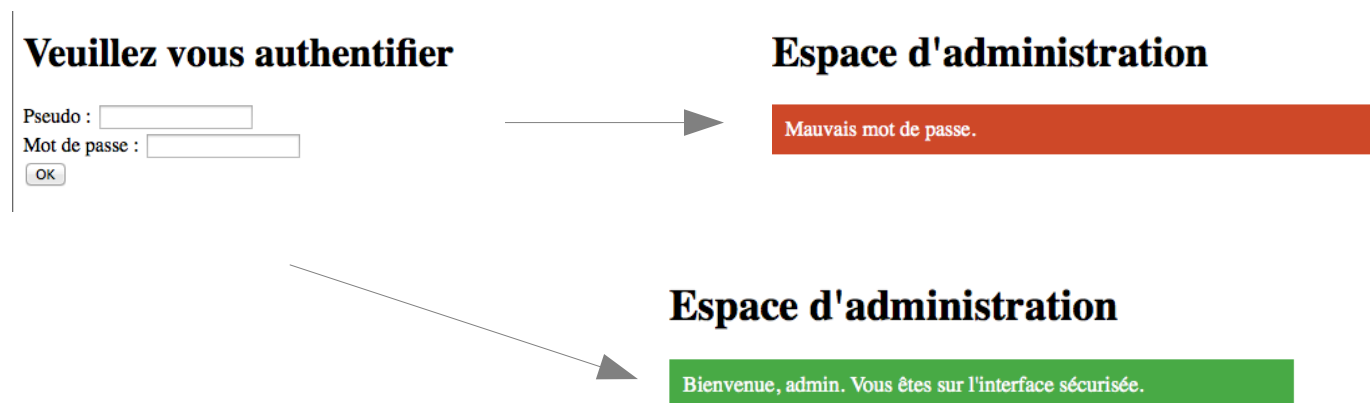 Veuillez vous authentifier
Pseudo :
Mot de passe :
OK
Espace d'administration
Mauvais mot de passe.
Espace d'administration
Bienvenue, admin. Vous êtes sur l'interface sécurisée.